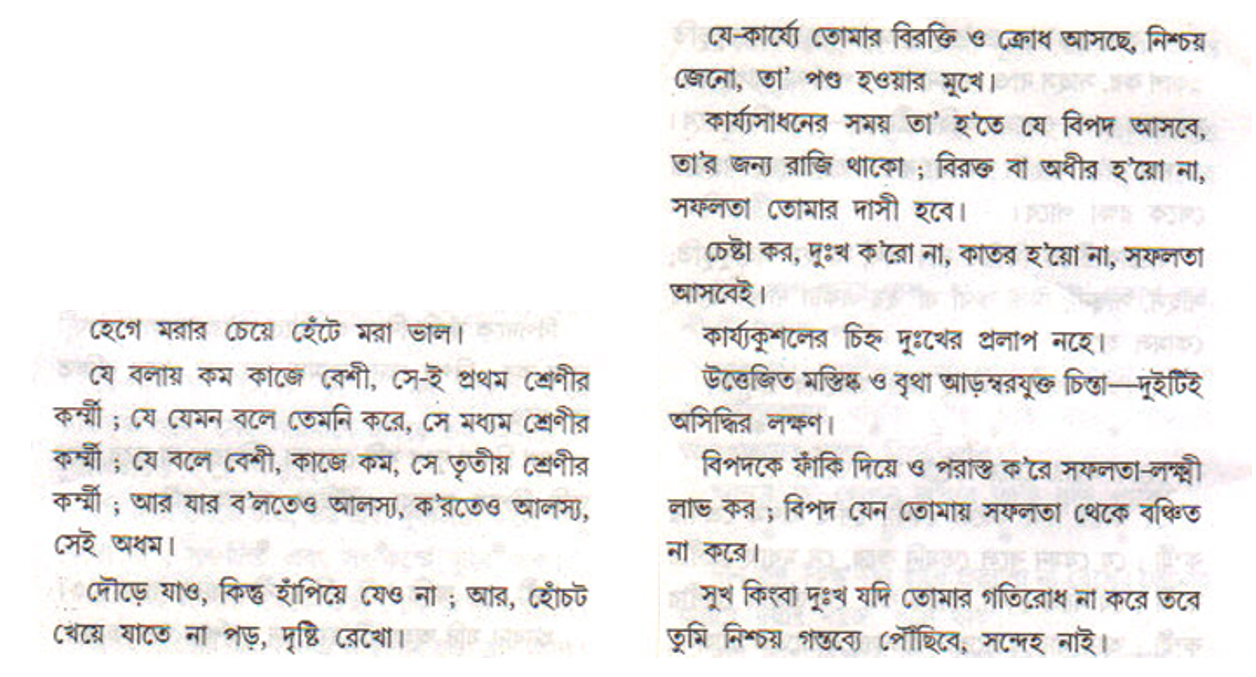 হেগে মরার চেয়ে হেঁটে মরা ভাল।
যে বলায় কম কাজে বেশী, সে-ই প্রথম শ্রেণীর
কর্ম্মী ; যে যেমন বলে তেমনি করে, সে মধ্যম শ্রেণীর
কর্ম্মী ; যে বলে বেশী, কাজে কম, সে তৃতীয় শ্রেণীর
কর্ম্মী ; আর যার ব'লতেও আলস্য, ক'রতেও আলস্য,
সেই অধম।
দৌড়ে যাও, কিন্তু হাঁপিয়ে যেও না ; আর, হোঁচট
খেয়ে যাতে না পড়, দৃষ্টি রেখো।
যে-কার্য্যে তোমার বিরক্তি ও ক্রোধ আসছে, নিশ্চয়
জেনো, তা' পণ্ড হওয়ার মুখে।
কার্য্যসাধনের সময় তা' হ'তে যে বিপদ আসবে,
তা'র জন্য রাজি থাকো ; বিরক্ত বা অধীর হ'য়ো না,
সফলতা তোমার দাসী হবে।
চেষ্টা কর, দুঃখ ক'রো না, কাতর হ'য়ো না, সফলতা
আসবেই।
কার্য্যকুশলের চিহ্ন দুঃখের প্রলাপ নহে।
উত্তেজিত মস্তিষ্ক ও বৃথা আড়ম্বরযুক্ত চিন্তা—দুইটিই
অসিদ্ধির লক্ষণ।
বিপদকে ফাঁকি দিয়ে ও পরাস্ত ক'রে সফলতা-লক্ষ্মী
লাভ কর ; বিপদ যেন তোমায় সফলতা থেকে বঞ্চিত
না করে।
সুখ কিংবা দুঃখ যদি তোমার গতিরোধ না করে তবে
তুমি নিশ্চয় গন্তব্যে পৌঁছিবে, সন্দেহ নাই।